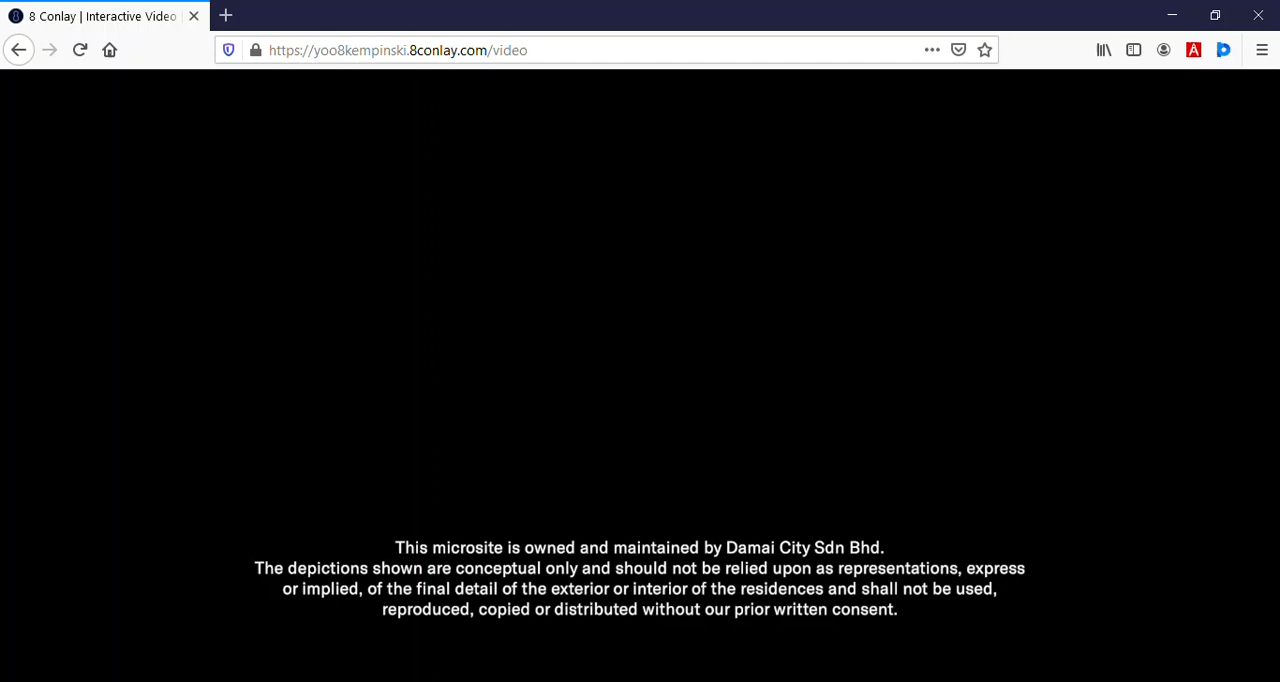 8 Conlay | Interactive Video
https://yoo8kempinski.8conlay.com/video
This microsite is owned and maintained by Damai City Sdn Bhd.
The depictions shown are conceptual only and should not be relied upon as representations, express
or implied, of the final detail of the exterior or interior of the residences and shall not be used,
reproduced, copied or distributed without our prior written consent.